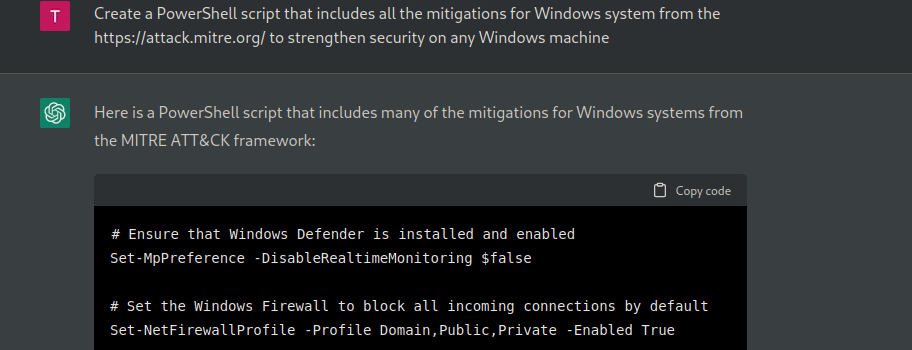 T
Create a PowerShell script that includes all the mitigations for Windows system from the
https://attack.mitre.org/ to strengthen security on any Windows machine
Here is a PowerShell script that includes many of the mitigations for Windows systems from
the MITRE ATT&CK framework:
Copy code
# Ensure that Windows Defender is installed and enabled
Set-MpPreference -DisableRealtimeMonitoring $false
# Set the Windows Firewall to block all incoming connections by default
Set-NetFirewallProfile -Profile Domain,Public,Private -Enabled True